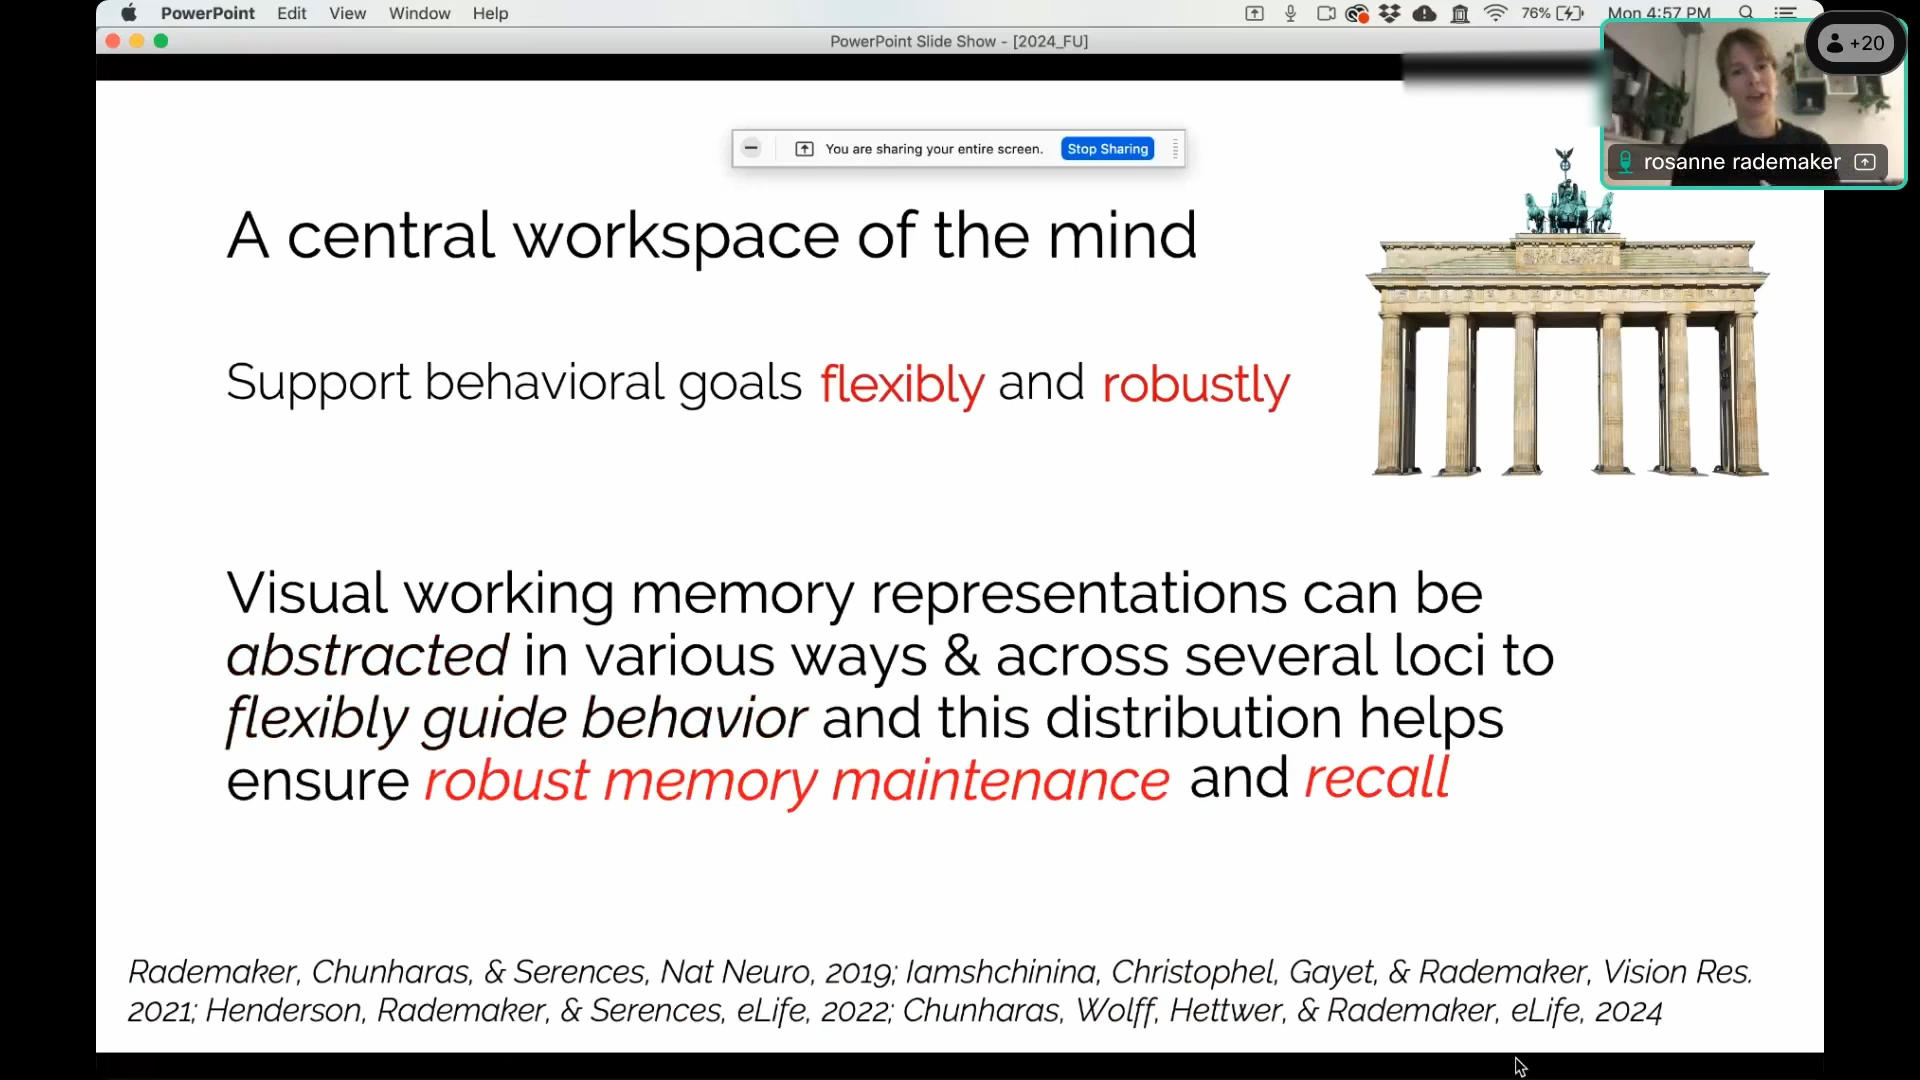 PowerPoint Edit View Window Help 76% Mon 4:57 PM
PowerPoint Slide Show - [2024_FU]
+20
You are sharing your entire screen. Stop Sharing
rosanne rademaker
A central workspace of the mind
Support behavioral goals flexibly and robustly
Visual working memory representations can be
abstracted in various ways & across several loci to
flexibly guide behavior and this distribution helps
ensure robust memory maintenance and recall
Rademaker, Chunharas, & Serences, Nat Neuro, 2019; Iamshchinina, Christophel, Gayet, & Rademaker, Vision Res.
2021; Henderson, Rademaker, & Serences, eLife, 2022; Chunharas, Wolff, Hettwer, & Rademaker, eLife, 2024